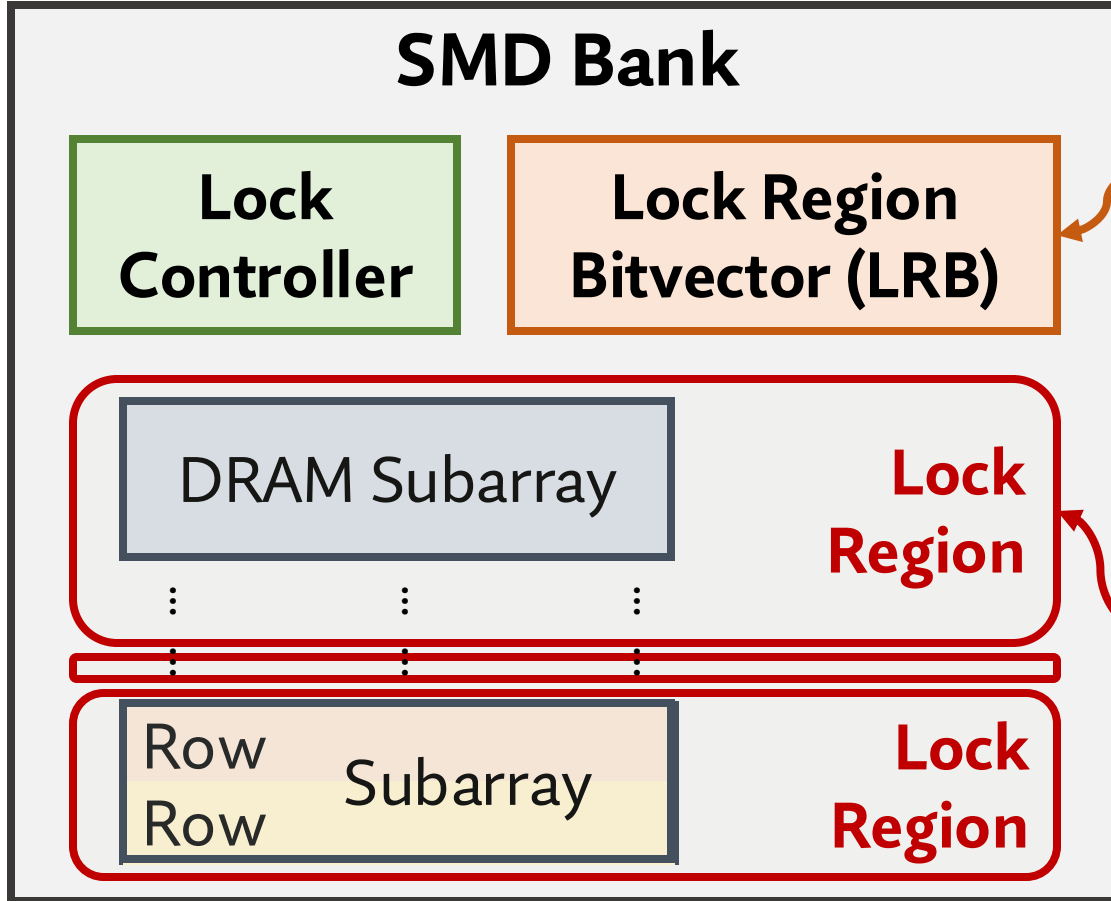 SMD Bank
Lock
Controller
Lock Region
Bitvector (LRB)
DRAM Subarray
Lock
Region
Row
Subarray
Row
Lock
Region